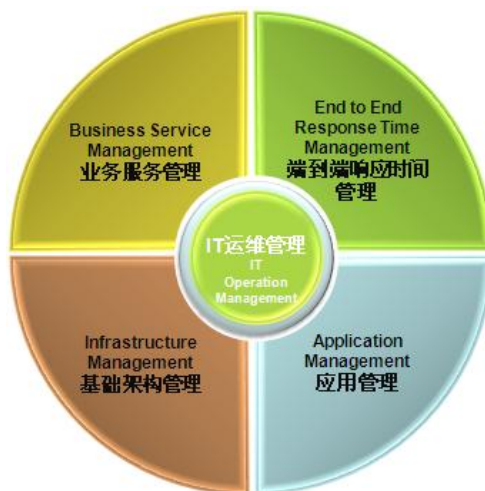 Business Service
Management
业务服务管理
End to End
Response Time
Management
端到端响应时间
管理
IT运维管理
IT
Operation
Management
Infrastructure
Management
基础架构管理
Application
Management
应用管理